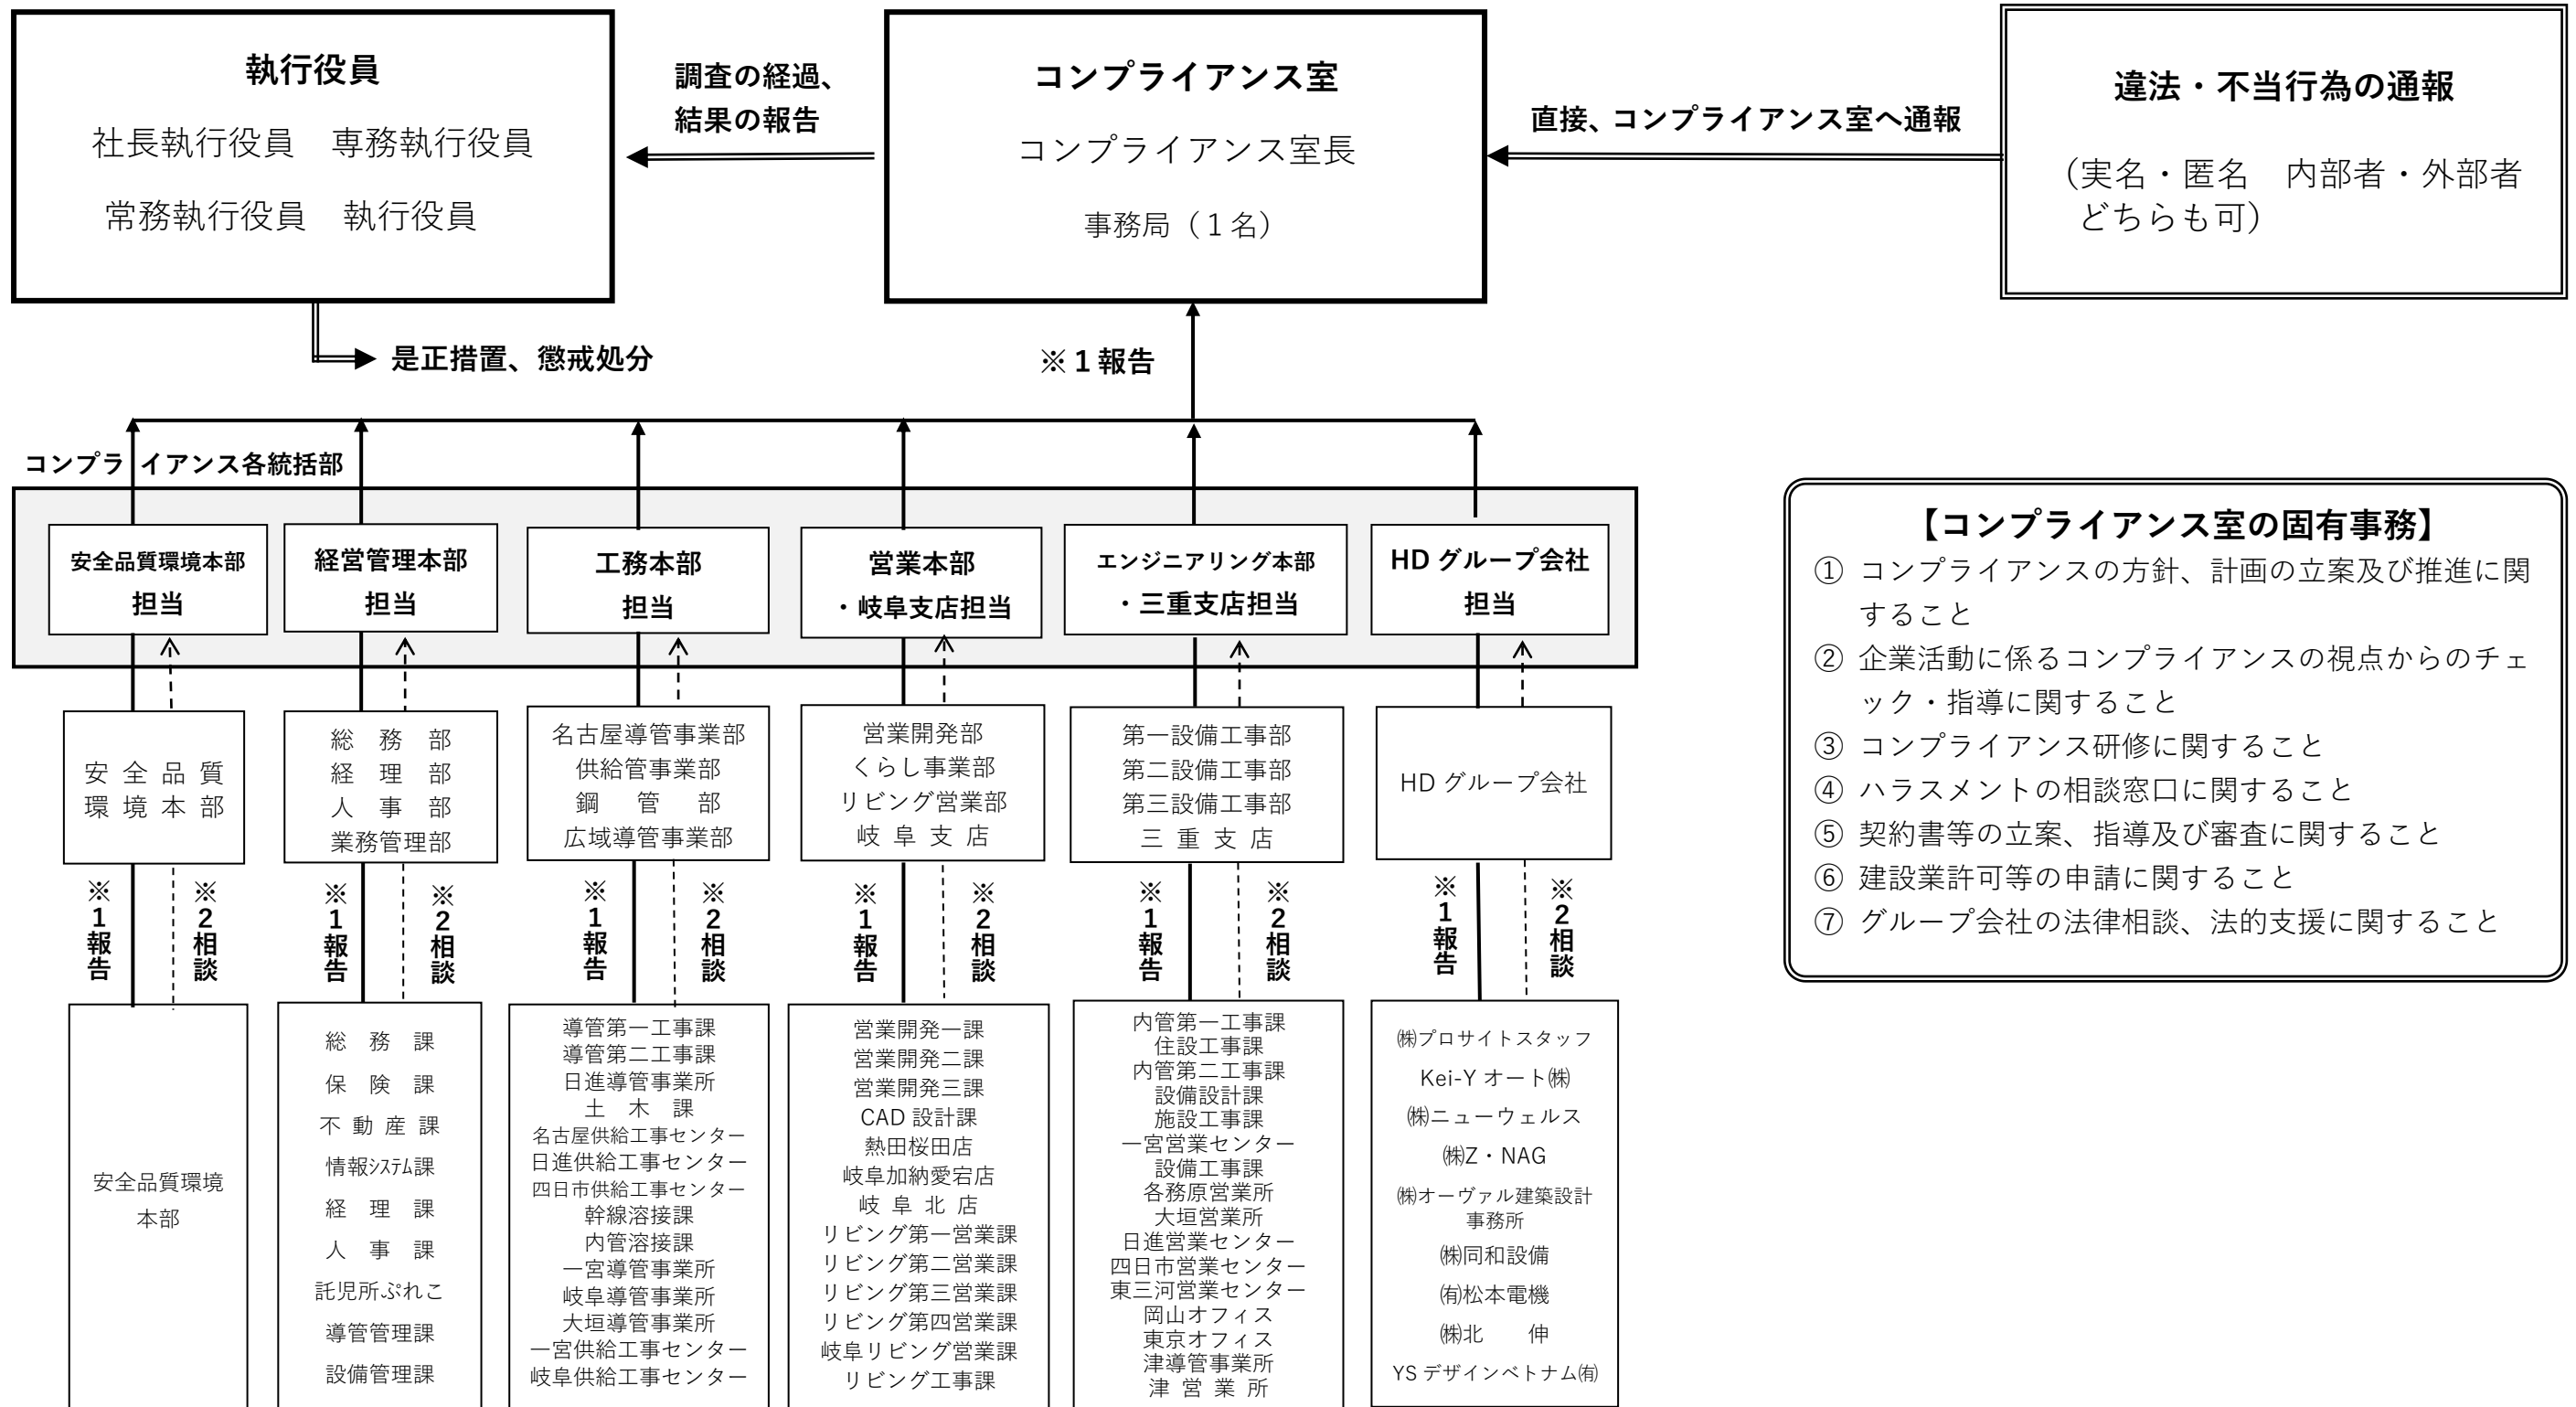 執行役員
社長執行役員　専務執行役員
常務執行役員　執行役員
調査の経過、
結果の報告
コンプライアンス室
コンプライアンス室長
事務局（１名）
直接、コンプライアンス室へ通報
違法・不当行為の通報
（実名・匿名　内部者・外部者
どちらも可）
是正措置、懲戒処分
※１報告
コンプライアンス各統括部
安全品質環境本部
担当
経営管理本部
担当
工務本部
担当
営業本部
・岐阜支店担当
エンジニアリング本部
・三重支店担当
HD グループ会社
担当
安 全 品 質
環 境 本 部
総　務　部
経　理　部
人　事　部
業務管理部
名古屋導管事業部
供給管事業部
鋼　管　部
広域導管事業部
営業開発部
くらし事業部
リビング営業部
岐 阜 支 店
第一設備工事部
第二設備工事部
第三設備工事部
三 重 支 店
HD グループ会社
※１報告
※２相談
※１報告
※２相談
※１報告
※２相談
※１報告
※２相談
※１報告
※２相談
※１報告
※２相談
安全品質環境
本部
総　務　課
保　険　課
不 動 産 課
情報ｼｽﾃﾑ課
経　理　課
人　事　課
託児所ぷれこ
導管管理課
設備管理課
導管第一工事課
導管第二工事課
日進導管事業所
土　木　課
名古屋供給工事センター
日進供給工事センター
四日市供給工事センター
幹線溶接課
内管溶接課
一宮導管事業所
岐阜導管事業所
大垣導管事業所
一宮供給工事センター
岐阜供給工事センター
営業開発一課
営業開発二課
営業開発三課
CAD 設計課
熱田桜田店
岐阜加納愛宕店
岐 阜 北 店
リビング第一営業課
リビング第二営業課
リビング第三営業課
リビング第四営業課
岐阜リビング営業課
リビング工事課
内管第一工事課
住設工事課
内管第二工事課
設備設計課
施設工事課
一宮営業センター
設備工事課
各務原営業所
大垣営業所
日進営業センター
四日市営業センター
東三河営業センター
岡山オフィス
東京オフィス
津導管事業所
津 営 業 所
㈱プロサイトスタッフ
Kei-Y オート㈱
㈱ニューウェルス
㈱Z・NAG
㈱オーヴァル建築設計
事務所
㈱同和設備
㈲松本電機
㈱北　　伸
YS デザインベトナム㈲
【コンプライアンス室の固有事務】
① コンプライアンスの方針、計画の立案及び推進に関
すること
② 企業活動に係るコンプライアンスの視点からのチェ
ック・指導に関すること
③ コンプライアンス研修に関すること
④ ハラスメントの相談窓口に関すること
⑤ 契約書等の立案、指導及び審査に関すること
⑥ 建設業許可等の申請に関すること
⑦ グループ会社の法律相談、法的支援に関すること